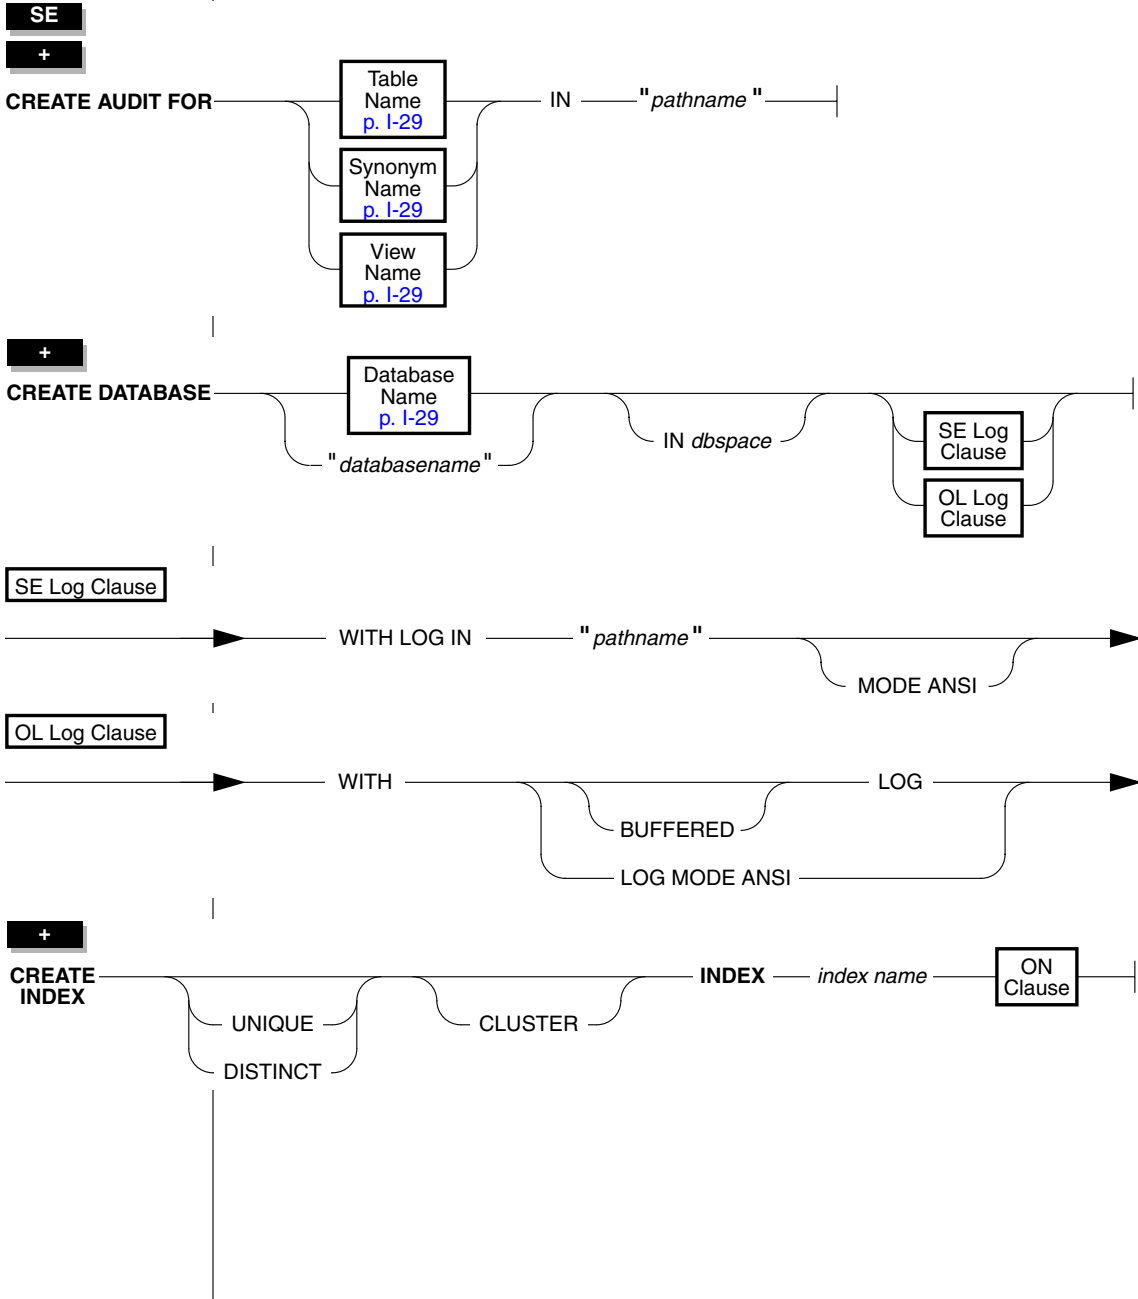 SE
+
CREATE AUDIT FOR
Table
Name
p. I-29
IN
"pathname "
Synonym
Name
p. I-29
View
Name
p. I-29
+
CREATE DATABASE
Database
Name
p. I-29
"databasename"
IN dbspace
SE Log
Clause
OL Log
Clause
SE Log Clause
WITH LOG IN
"pathname"
MODE ANSI
OL Log Clause
WITH
LOG
BUFFERED
LOG MODE ANSI
+
CREATE
INDEX
UNIQUE
DISTINCT
CLUSTER
INDEX
index name
ON
Clause